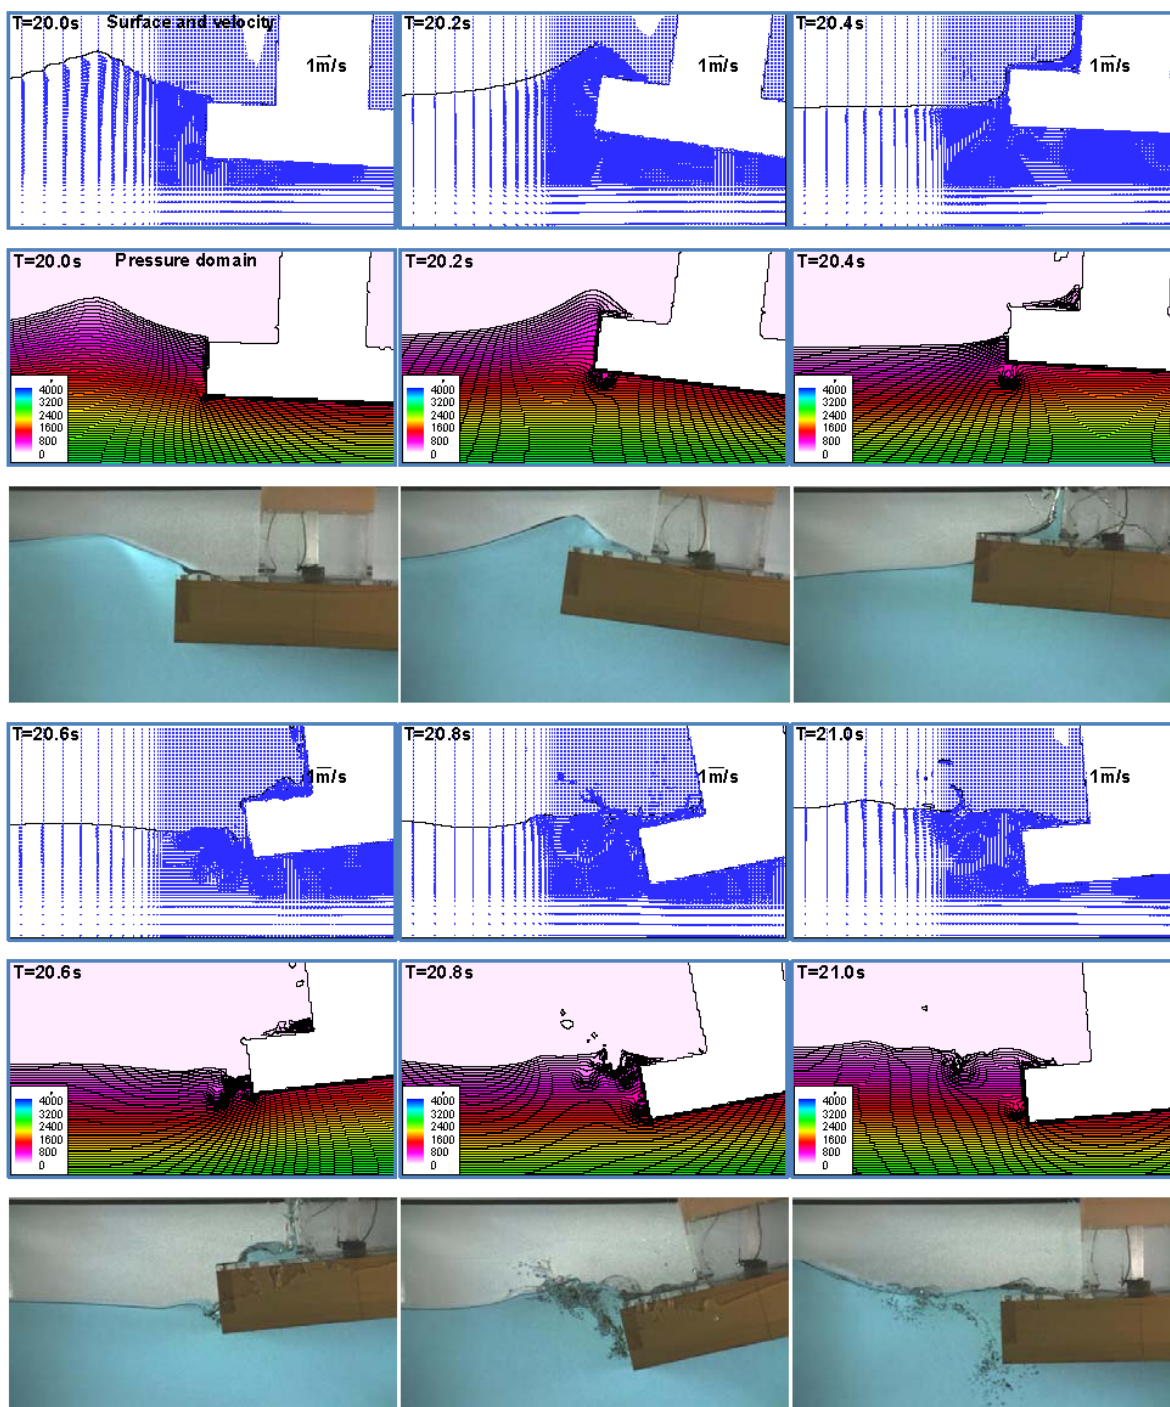 T=20.0s Surface and velocity
1m/s
T=20.2s
1m/s
T=20.4s
1m/s
T=20.0s Pressure domain
P
4000
3200
2400
1600
800
0
T=20.2s
P
4000
3200
2400
1600
800
0
T=20.4s
P
4000
3200
2400
1600
800
0
T=20.6s
1m/s
T=20.8s
1m/s
T=21.0s
1m/s
T=20.6s
P
4000
3200
2400
1600
800
0
T=20.8s
P
4000
3200
2400
1600
800
0
T=21.0s
P
4000
3200
2400
1600
800
0